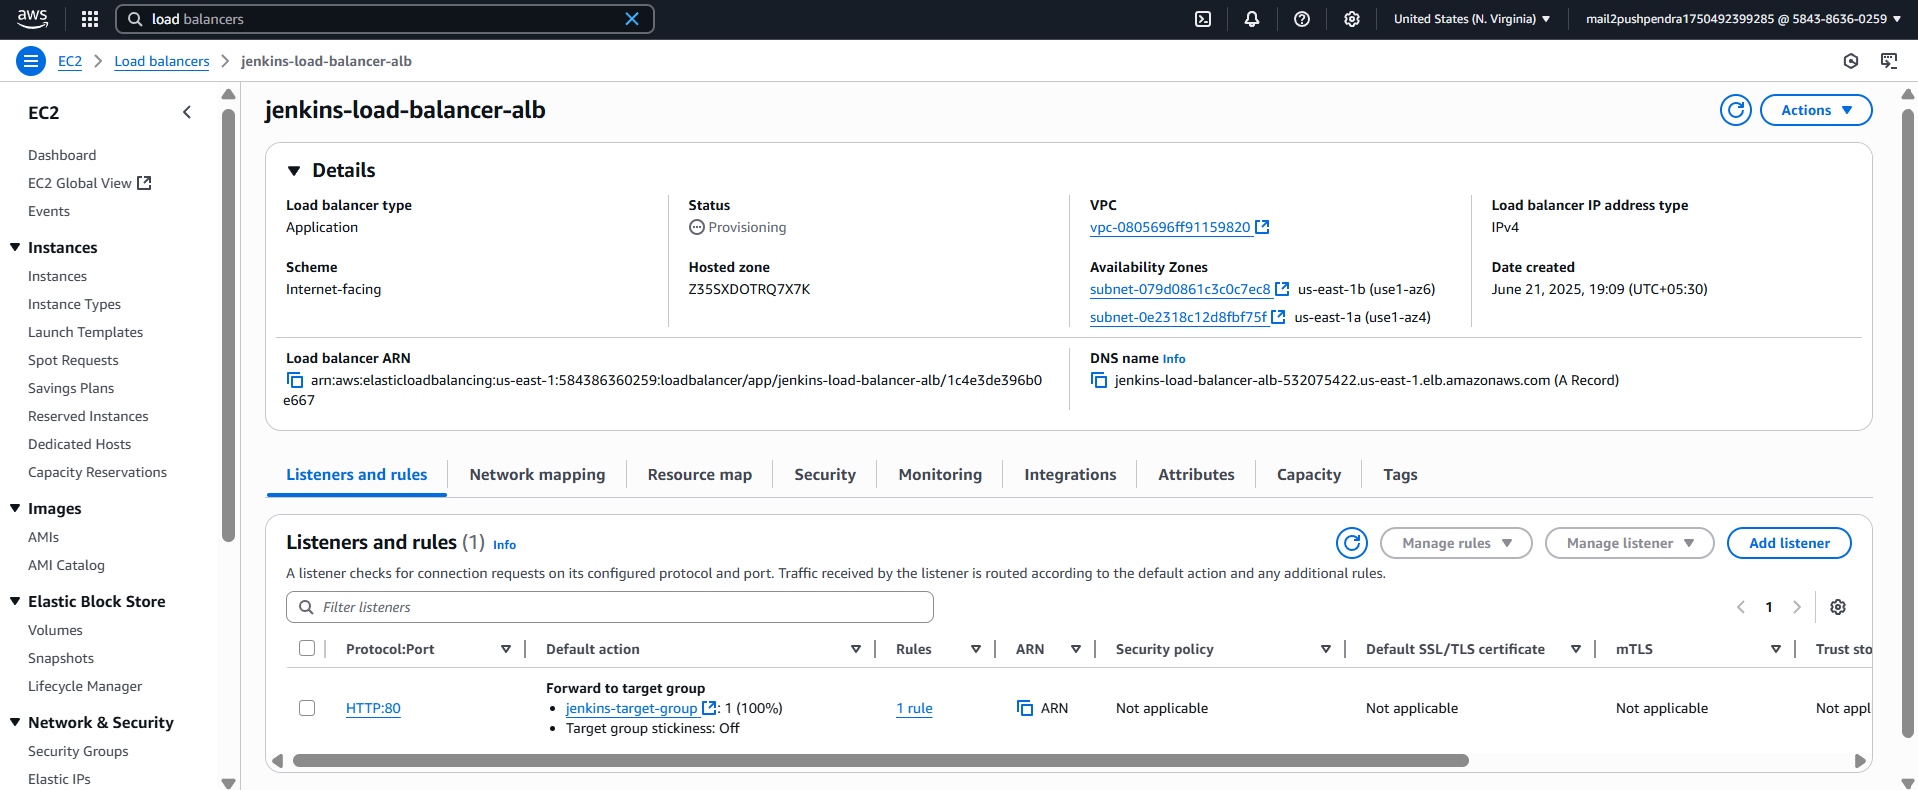 aws
load balancers
United States (N. Virginia)
mail2pushpendra1750492399285 @ 5843-8636-0259
EC2
Load balancers
jenkins-load-balancer-alb
EC2
Dashboard
EC2 Global View
Events
Instances
Instances
Instance Types
Launch Templates
Spot Requests
Savings Plans
Reserved Instances
Dedicated Hosts
Capacity Reservations
Images
AMIs
AMI Catalog
Elastic Block Store
Volumes
Snapshots
Lifecycle Manager
Network & Security
Security Groups
Elastic IPs
jenkins-load-balancer-alb
Actions
Details
Load balancer type
Application
Status
Provisioning
VPC
vpc-0805696ff91159820
Load balancer IP address type
IPv4
Scheme
Internet-facing
Hosted zone
Z35SXDOTRQ7X7K
Availability Zones
subnet-079d0861c3c0c7ec8 us-east-1b (use1-az6)
subnet-0e2318c12d8fbf75f us-east-1a (use1-az4)
Date created
June 21, 2025, 19:09 (UTC+05:30)
Load balancer ARN
arn:aws:elasticloadbalancing:us-east-1:584386360259:loadbalancer/app/jenkins-load-balancer-alb/1c4e3de396b0
e667
DNS name Info
jenkins-load-balancer-alb-532075422.us-east-1.elb.amazonaws.com (A Record)
Listeners and rules
Network mapping
Resource map
Security
Monitoring
Integrations
Attributes
Capacity
Tags
Listeners and rules (1) Info
Manage rules
Manage listener
Add listener
A listener checks for connection requests on its configured protocol and port. Traffic received by the listener is routed according to the default action and any additional rules.
Filter listeners
1
Protocol:Port
Default action
Rules
ARN
Security policy
Default SSL/TLS certificate
mTLS
Trust sto
HTTP:80
Forward to target group
• jenkins-target-group : 1 (100%)
• Target group stickiness: Off
1 rule
ARN
Not applicable
Not applicable
Not applicable
Not appl